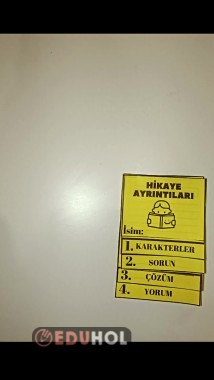 HİKAYE
AYRINTILARI
İsim:
1. KARAKTERLER
2. SORUN
3. ÇÖZÜM
4. YORUM
EDUHOL